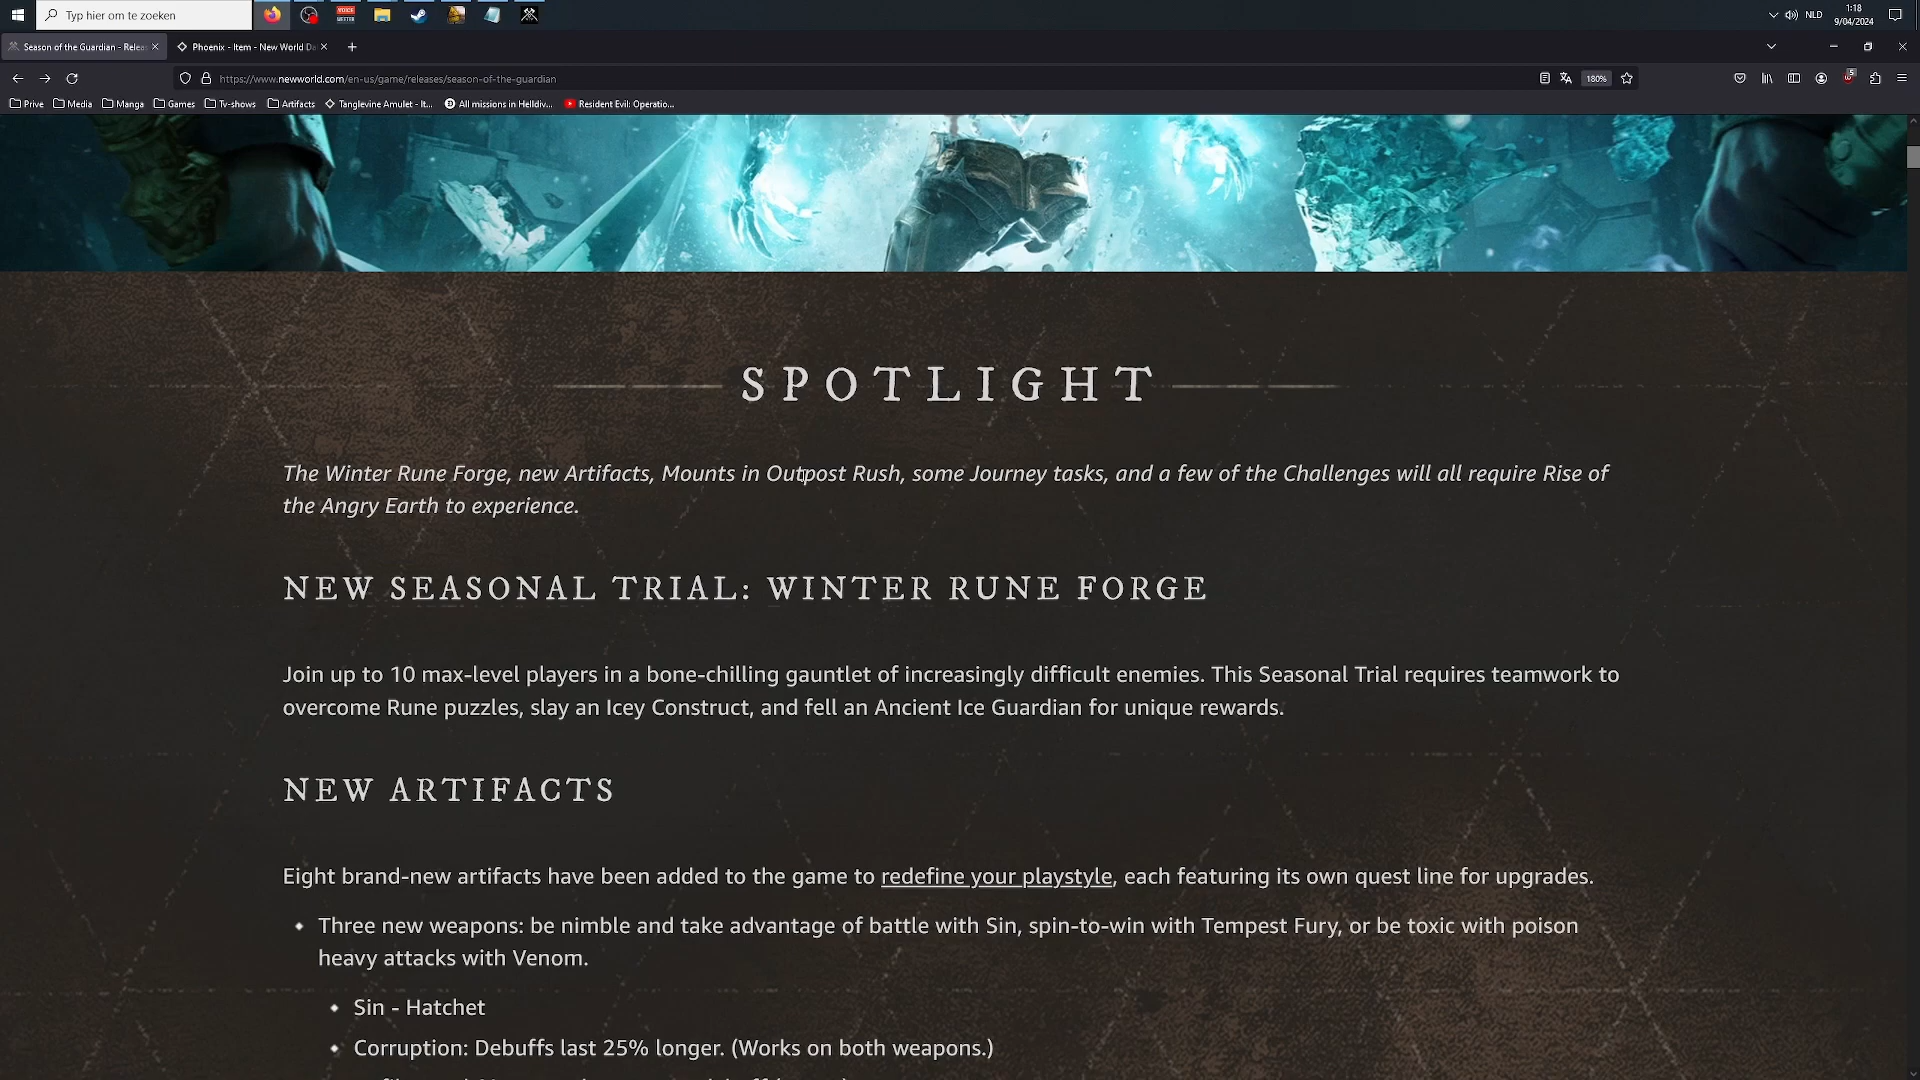 Typ hier om te zoeken
VOICE
MEETER
NLD
1:18
9/04/2024
Season of the Guardian - Relea
Phoenix - Item - New World Da
https://www.newworld.com/en-us/game/releases/season-of-the-guardian
180%
5
Prive
Media
Manga
Games
Tv-shows
Artifacts
Tanglevine Amulet - It...
All missions in Helldiv...
Resident Evil: Operatio...
SPOTLIGHT
The Winter Rune Forge, new Artifacts, Mounts in Outpost Rush, some Journey tasks, and a few of the Challenges will all require Rise of
the Angry Earth to experience.
NEW SEASONAL TRIAL: WINTER RUNE FORGE
Join up to 10 max-level players in a bone-chilling gauntlet of increasingly difficult enemies. This Seasonal Trial requires teamwork to
overcome Rune puzzles, slay an Icey Construct, and fell an Ancient Ice Guardian for unique rewards.
NEW ARTIFACTS
Eight brand-new artifacts have been added to the game to redefine your playstyle, each featuring its own quest line for upgrades.
Three new weapons: be nimble and take advantage of battle with Sin, spin-to-win with Tempest Fury, or be toxic with poison
heavy attacks with Venom.
Sin - Hatchet
Corruption: Debuffs last 25% longer. (Works on both weapons.)